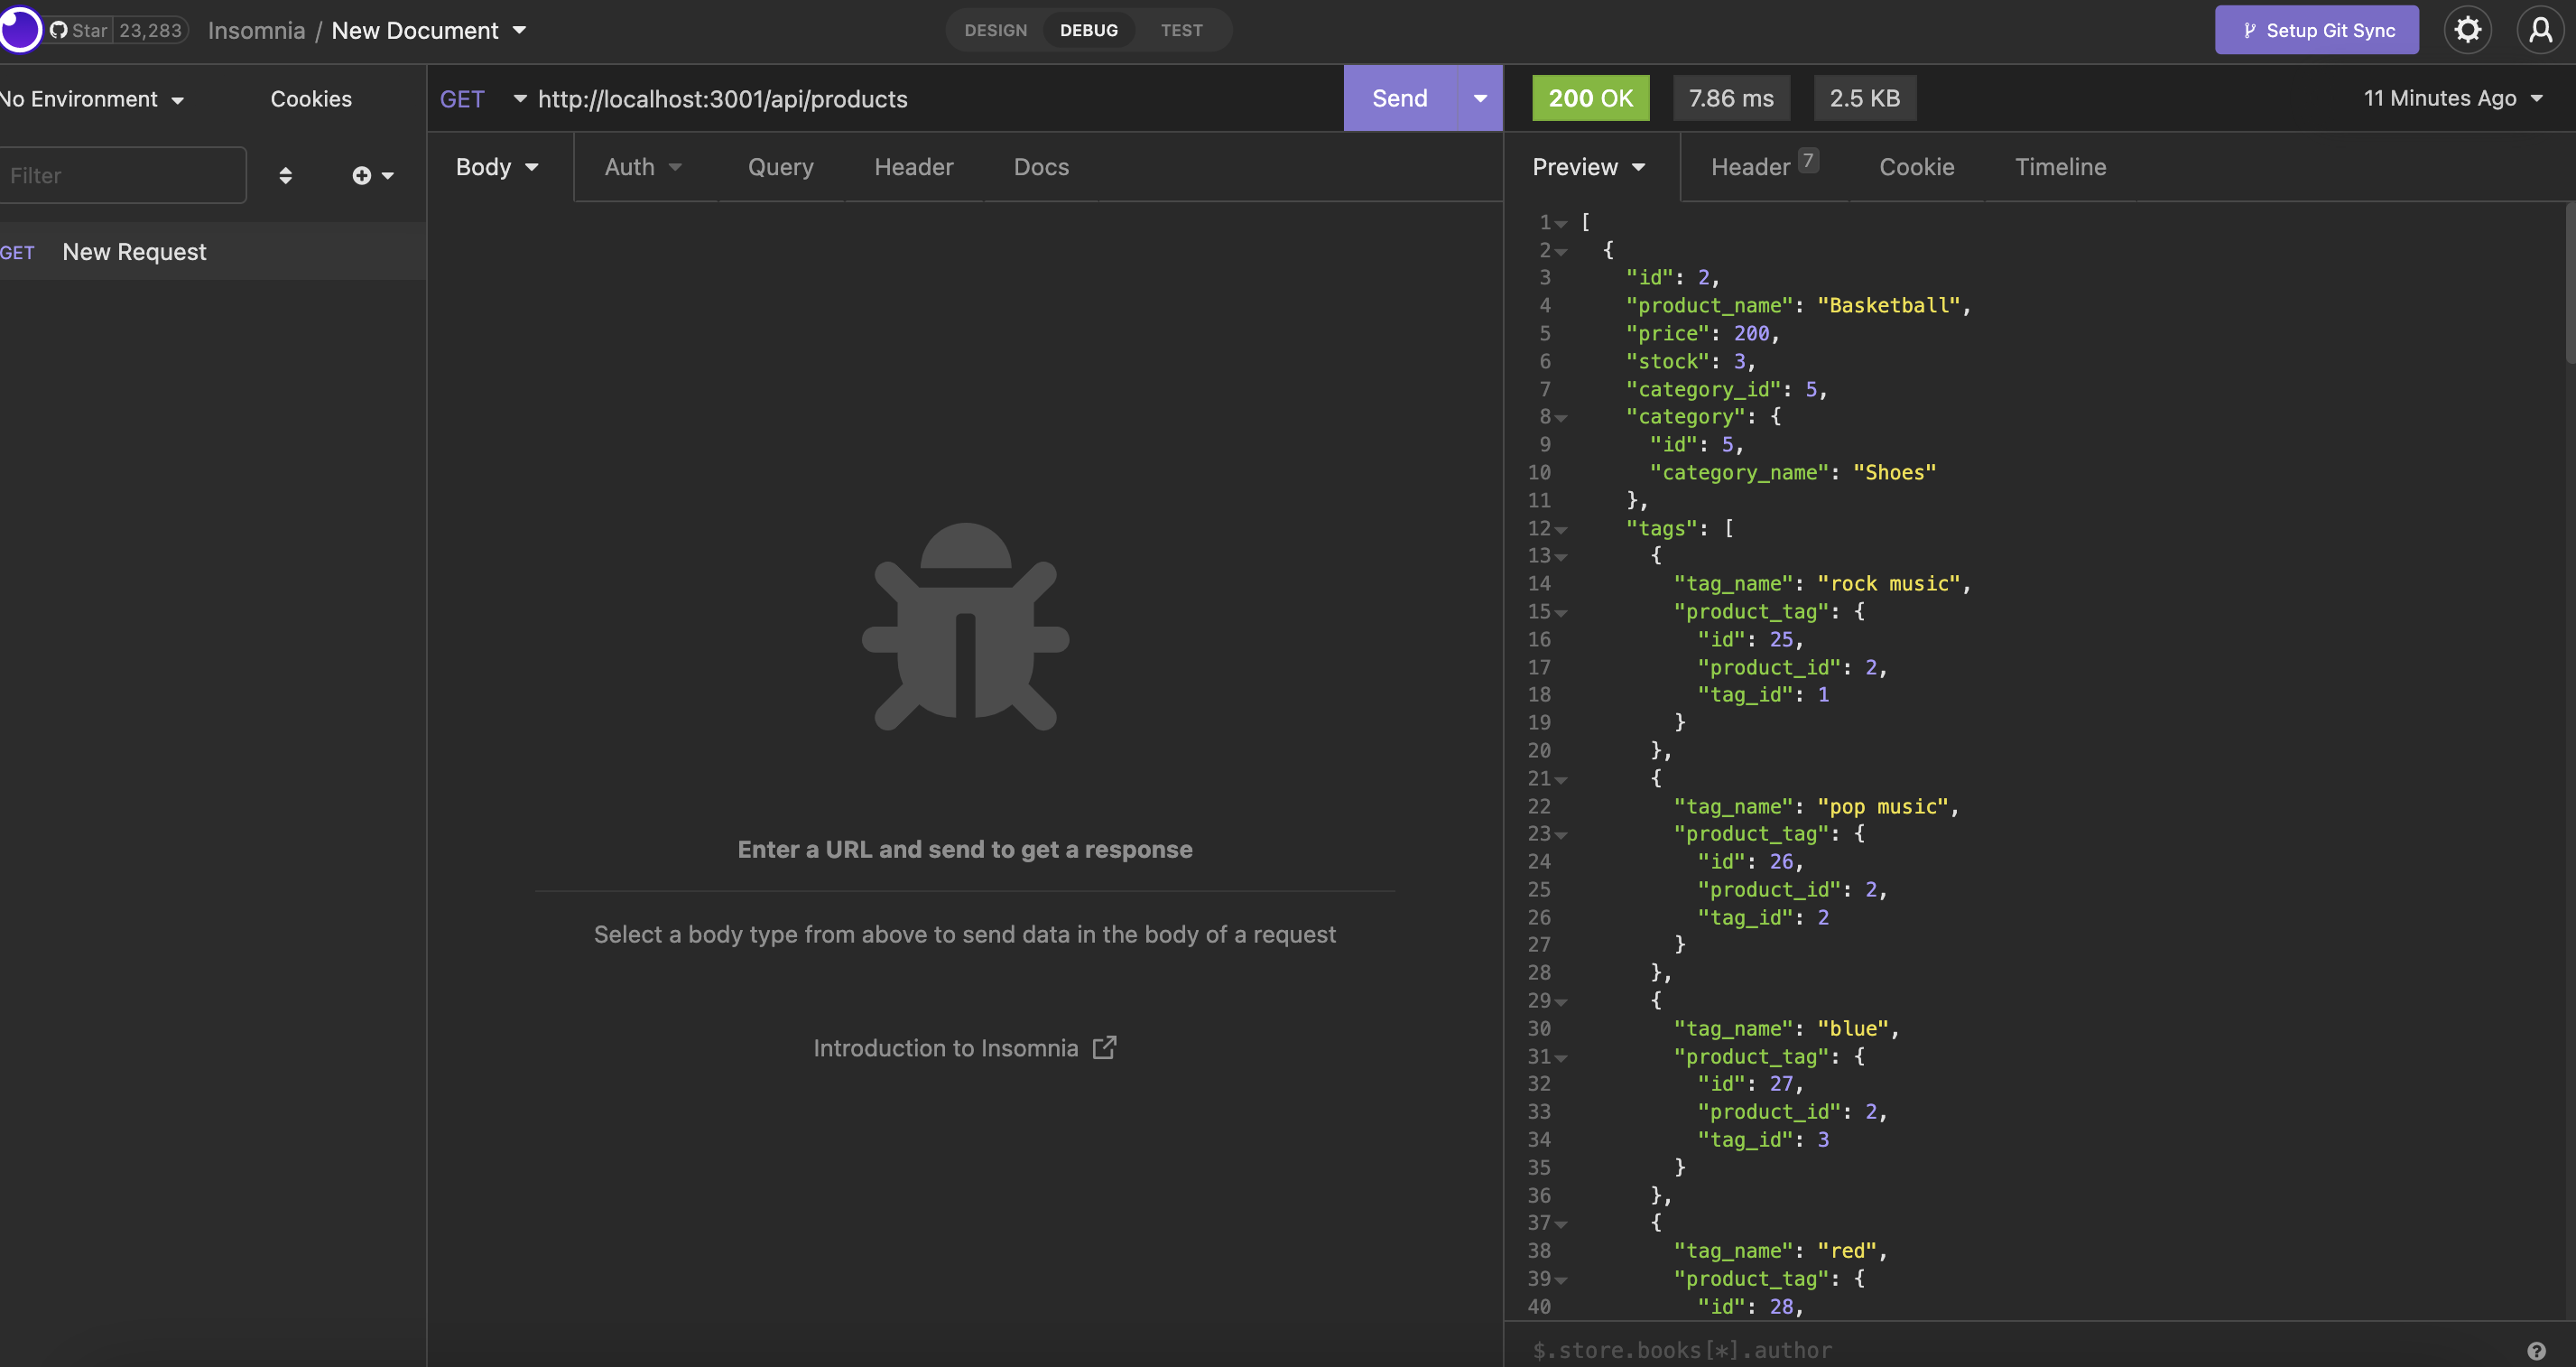 Star 23,283 Insomnia / New Document DESIGN DEBUG TEST Setup Git Sync
No Environment Cookies GET http://localhost:3001/api/products Send 200 OK 7.86 ms 2.5 KB 11 Minutes Ago
Filter
GET New Request
Body Auth Query Header Docs
Enter a URL and send to get a response
Select a body type from above to send data in the body of a request
Introduction to Insomnia
Preview Header 7 Cookie Timeline
1 [
2 {
3 "id": 2,
4 "product_name": "Basketball",
5 "price": 200,
6 "stock": 3,
7 "category_id": 5,
8 "category": {
9 "id": 5,
10 "category_name": "Shoes"
11 },
12 "tags": [
13 {
14 "tag_name": "rock music",
15 "product_tag": {
16 "id": 25,
17 "product_id": 2,
18 "tag_id": 1
19 }
20 },
21 {
22 "tag_name": "pop music",
23 "product_tag": {
24 "id": 26,
25 "product_id": 2,
26 "tag_id": 2
27 }
28 },
29 {
30 "tag_name": "blue",
31 "product_tag": {
32 "id": 27,
33 "product_id": 2,
34 "tag_id": 3
35 }
36 },
37 {
38 "tag_name": "red",
39 "product_tag": {
40 "id": 28,
$.store.books[*].author